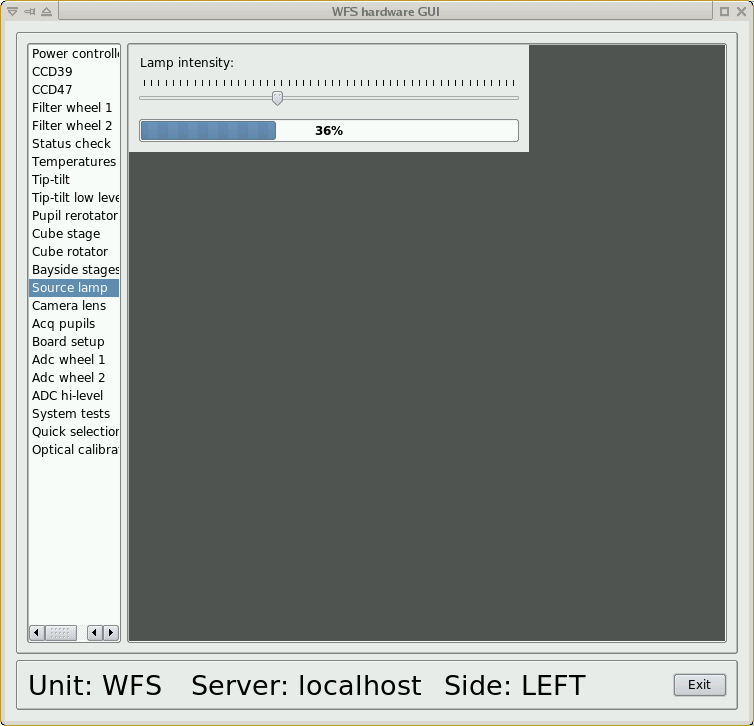 WFS hardware GUI
Power controlle
CCD39
CCD47
Filter wheel 1
Filter wheel 2
Status check
Temperatures
Tip-tilt
Tip-tilt low leve
Pupil rerotator
Cube stage
Cube rotator
Bayside stages
Source lamp
Camera lens
Acq pupils
Board setup
Adc wheel 1
Adc wheel 2
ADC hi-level
System tests
Quick selection
Optical calibra
Lamp intensity:
36%
Unit: WFS Server: localhost Side: LEFT
Exit